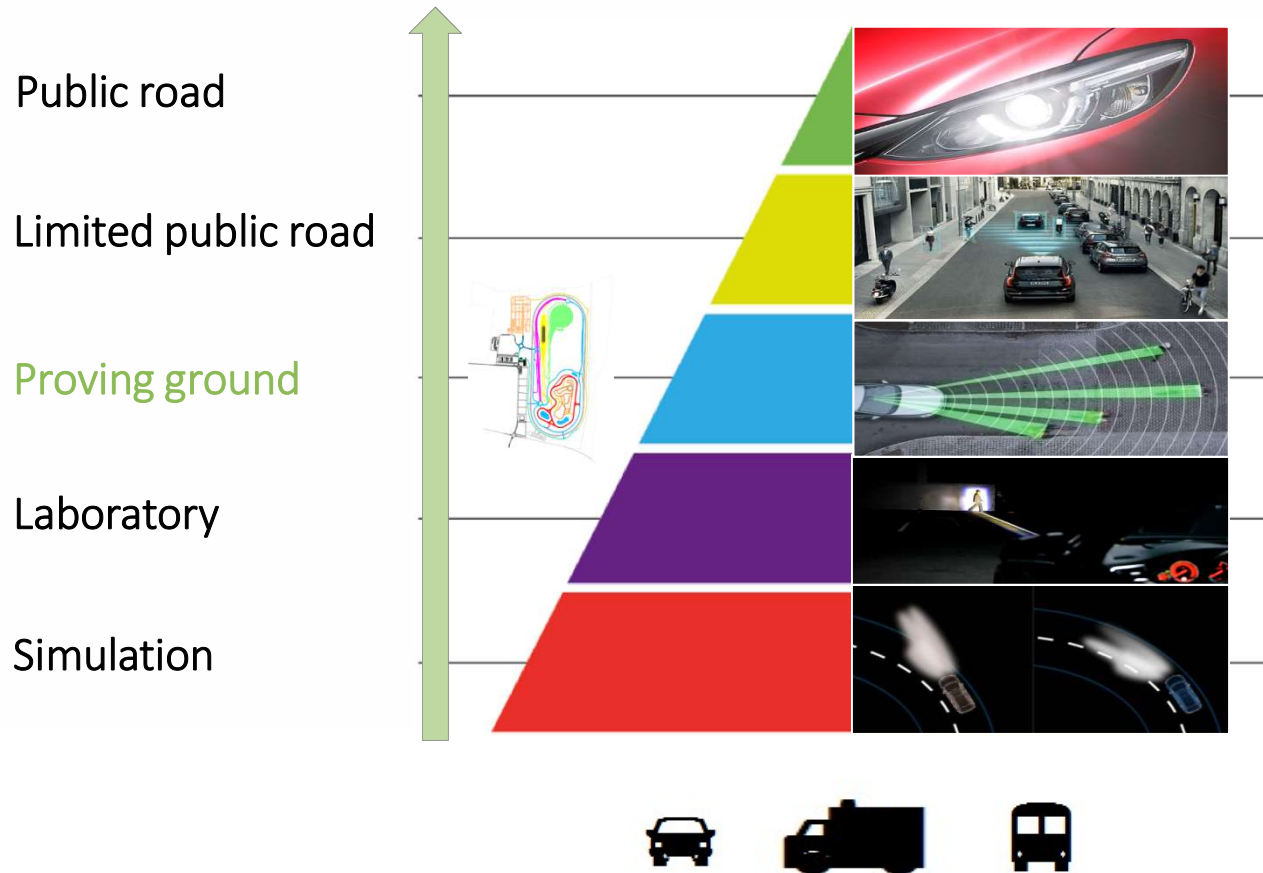 Public road
Limited public road
Proving ground
Laboratory
Simulation